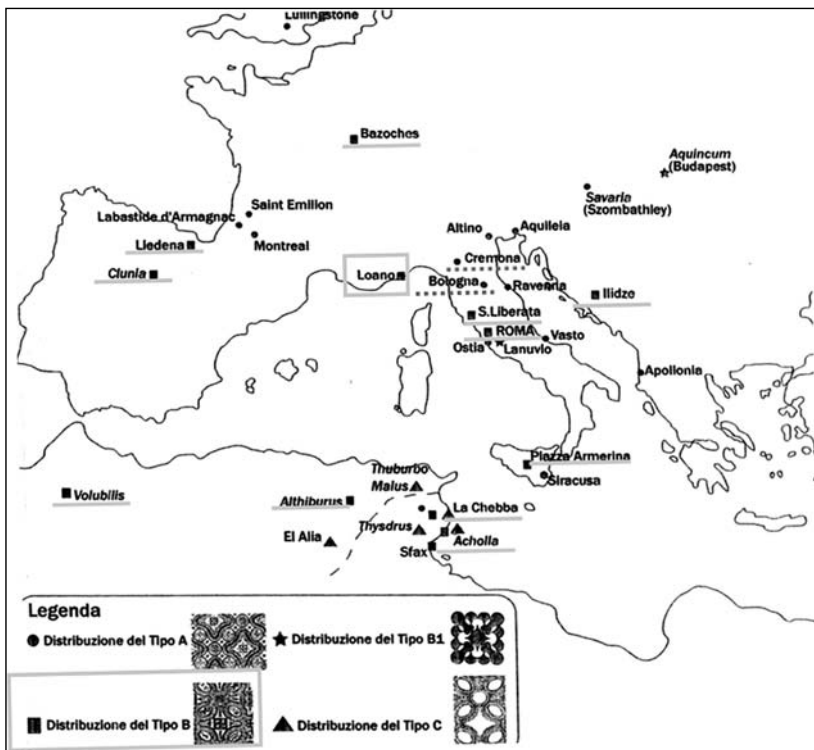 Lullingstone
Bazoches
Aquincum
(Budapest)
Savaria
(Szombathley)
Saint Emilion
Labastide d'Armagnac
Montreal
Altino
Aquileia
Liedena
Cremona
Clunia
Loano
Bologna
Ravenna
Ilidze
S.Liberata
ROMA
Ostia
Lanuvio
Vasto
Apollonia
Piazza Armerina
Siracusa
Thuburbo
Malus
Volubilis
Althiburus
La Chebba
El Alia
Thysdrus
Acholla
Sfax
Legenda
Distribuzione del Tipo A
Distribuzione del Tipo B1
Distribuzione del Tipo B
Distribuzione del Tipo C